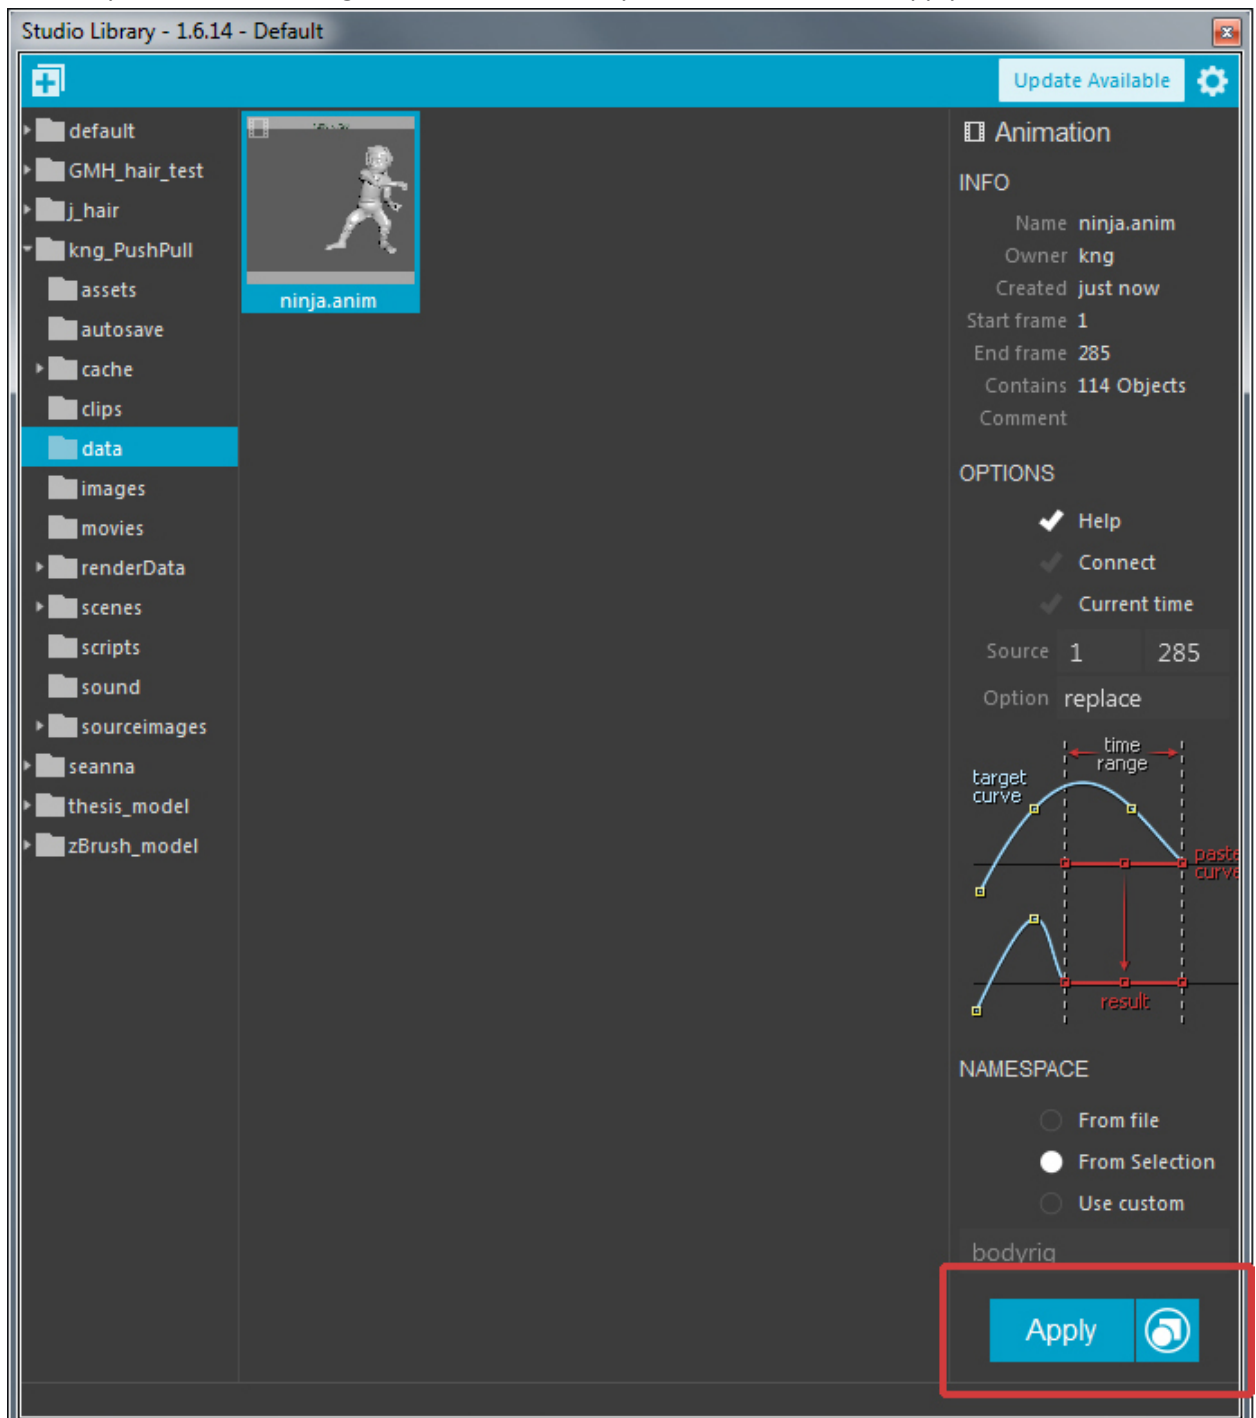 Studio Library - 1.6.14 - Default
Update Available
default
GMH_hair_test
j_hair
kng_PushPull
assets
autosave
cache
clips
data
images
movies
renderData
scenes
scripts
sound
sourceimages
seanna
thesis_model
zBrush_model
ninja.anim
Animation
INFO
Name ninja.anim
Owner kng
Created just now
Start frame 1
End frame 285
Contains 114 Objects
Comment
OPTIONS
Help
Connect
Current time
Source 1 285
Option replace
time
range
target
curve
paste
curve
result
NAMESPACE
From file
From Selection
Use custom
bodyrig
Apply